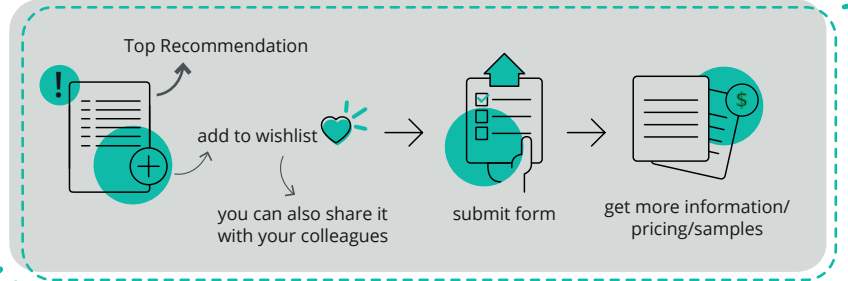 Top Recommendation
!
add to wishlist
you can also share it
with your colleagues
submit form
$
get more information/
pricing/samples